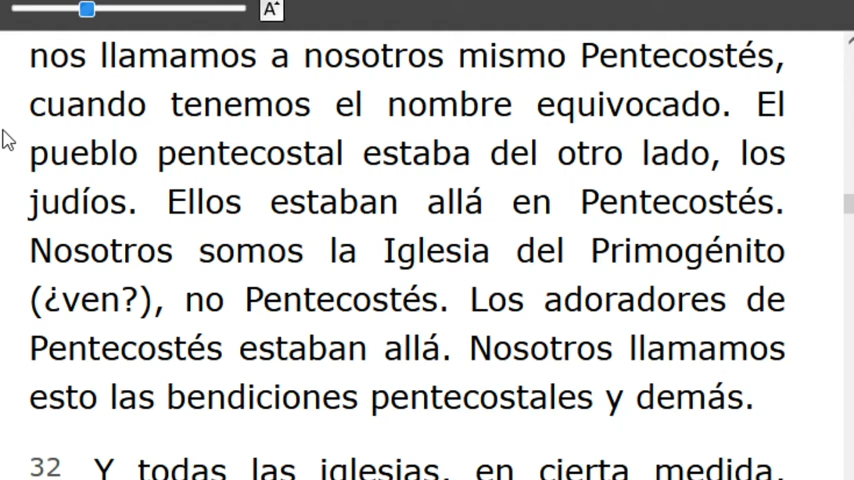 A
nos llamamos a nosotros mismo Pentecostés,
cuando tenemos el nombre equivocado. El
pueblo pentecostal estaba del otro lado, los
judíos. Ellos estaban allá en Pentecostés.
Nosotros somos la Iglesia del Primogénito
(¿ven?), no Pentecostés. Los adoradores de
Pentecostés estaban allá. Nosotros llamamos
esto las bendiciones pentecostales y demás.
32 Y todas las iglesias, en cierta medida,